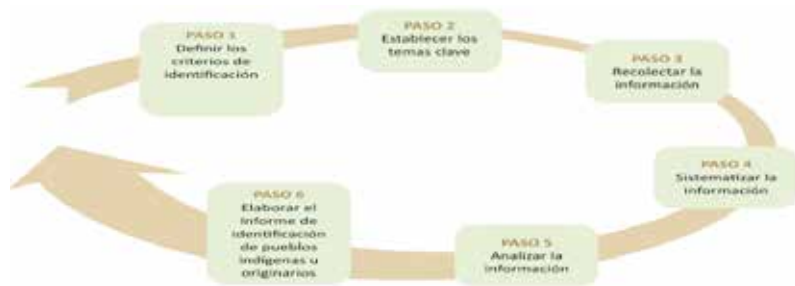 PASO 1
Definir los
criterios de
identificación
PASO 2
Establecer los
temas clave
PASO 3
Recolectar la
información
PASO 4
Sistematizar la
información
PASO 5
Analizar la
información
PASO 6
Elaborar el
informe de
identificación
de pueblos
indígenas u
originarios